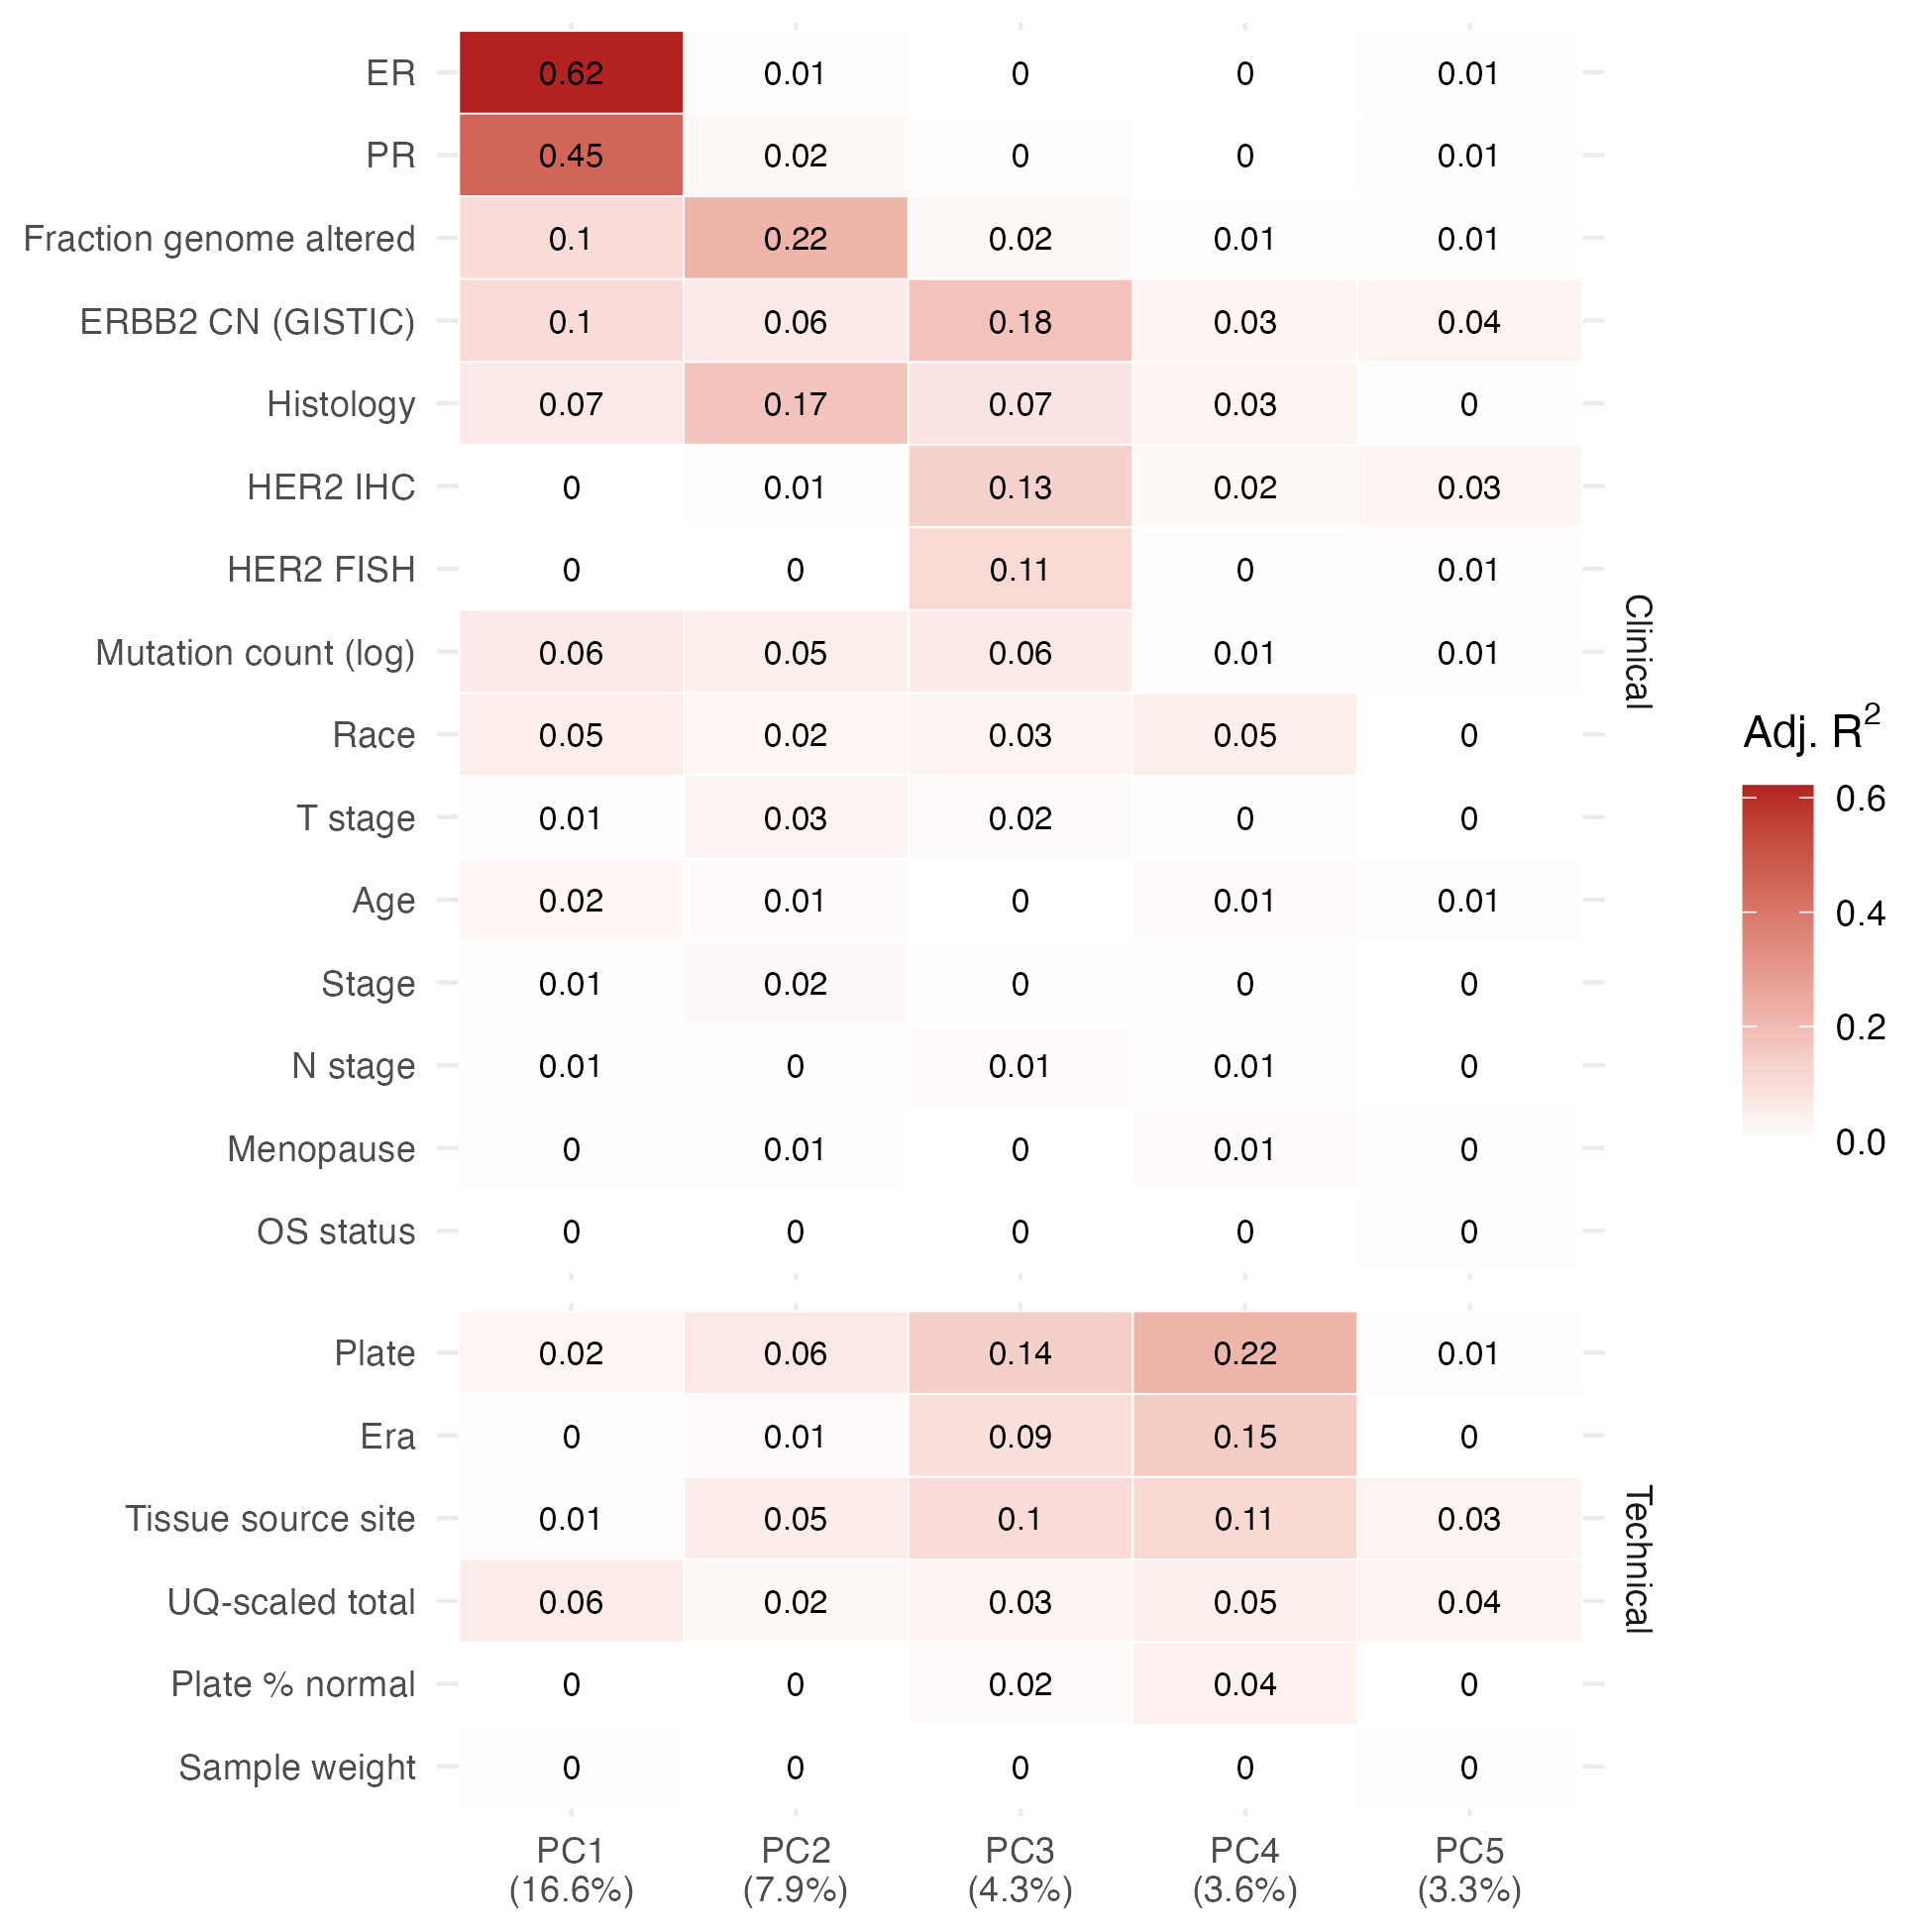 ER 0.62 0.01 0 0 0.01
PR 0.45 0.02 0 0 0.01
Fraction genome altered 0.1 0.22 0.02 0.01 0.01
ERBB2 CN (GISTIC) 0.1 0.06 0.18 0.03 0.04
Histology 0.07 0.17 0.07 0.03 0
HER2 IHC 0 0.01 0.13 0.02 0.03
HER2 FISH 0 0 0.11 0 0.01
Mutation count (log) 0.06 0.05 0.06 0.01 0.01
Race 0.05 0.02 0.03 0.05 0
T stage 0.01 0.03 0.02 0 0
Age 0.02 0.01 0 0.01 0.01
Stage 0.01 0.02 0 0 0
N stage 0.01 0 0.01 0.01 0
Menopause 0 0.01 0 0.01 0
OS status 0 0 0 0 0
Clinical
Plate 0.02 0.06 0.14 0.22 0.01
Era 0 0.01 0.09 0.15 0
Tissue source site 0.01 0.05 0.1 0.11 0.03
UQ-scaled total 0.06 0.02 0.03 0.05 0.04
Plate % normal 0 0 0.02 0.04 0
Sample weight 0 0 0 0 0
Technical
PC1 PC2 PC3 PC4 PC5
(16.6%) (7.9%) (4.3%) (3.6%) (3.3%)
Adj. R²
0.6
0.4
0.2
0.0